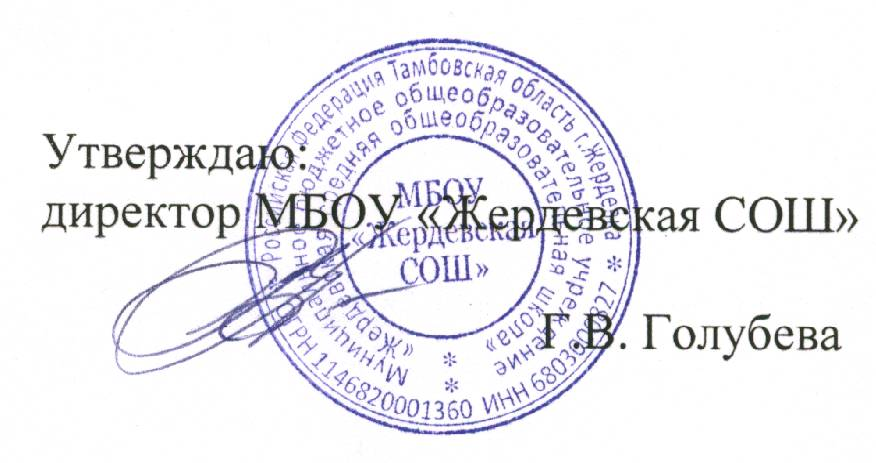 Утверждаю:
директор МБОУ «Жердевская СОШ»
Г.В. Голубева
Российская Федерация Тамбовская область г. Жердевка *
Муниципальное бюджетное общеобразовательное учреждение
«Жердевская средняя общеобразовательная школа»
ОГРН 1146820001360 ИНН
МБОУ
«Жердевская
СОШ»